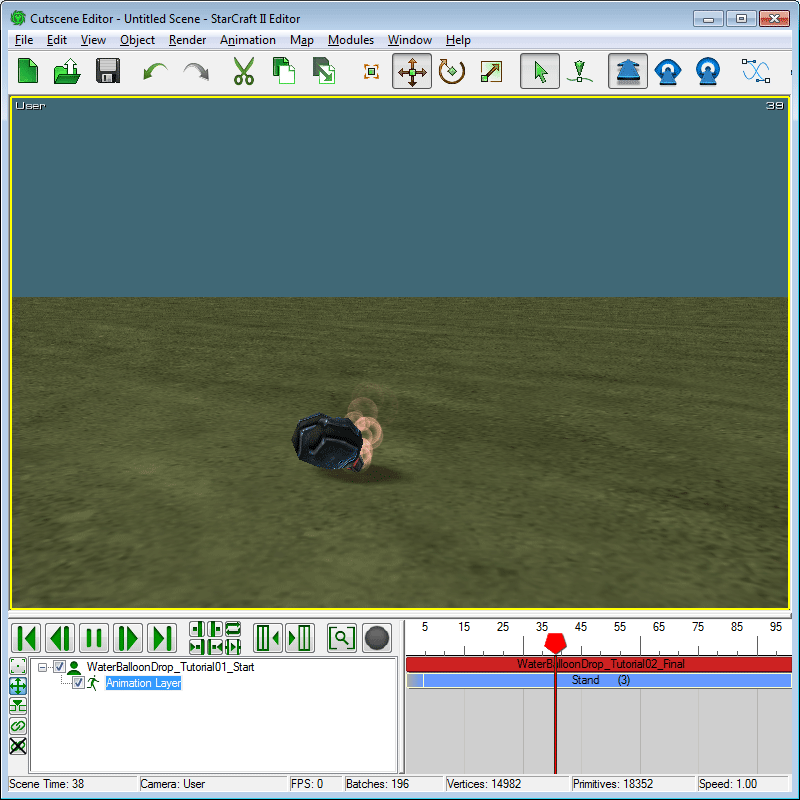 Cutscene Editor - Untitled Scene - StarCraft II Editor
File Edit View Object Render Animation Map Modules Window Help
User 39
5 15 25 35 45 55 65 75 85 95
WaterBalloonDrop_Tutorial01_Start
WaterBalloonDrop_Tutorial02_Final
Animation Layer
Stand (3)
Scene Time: 38 Camera: User FPS: 0 Batches: 196 Vertices: 14982 Primitives: 18352 Speed: 1.00